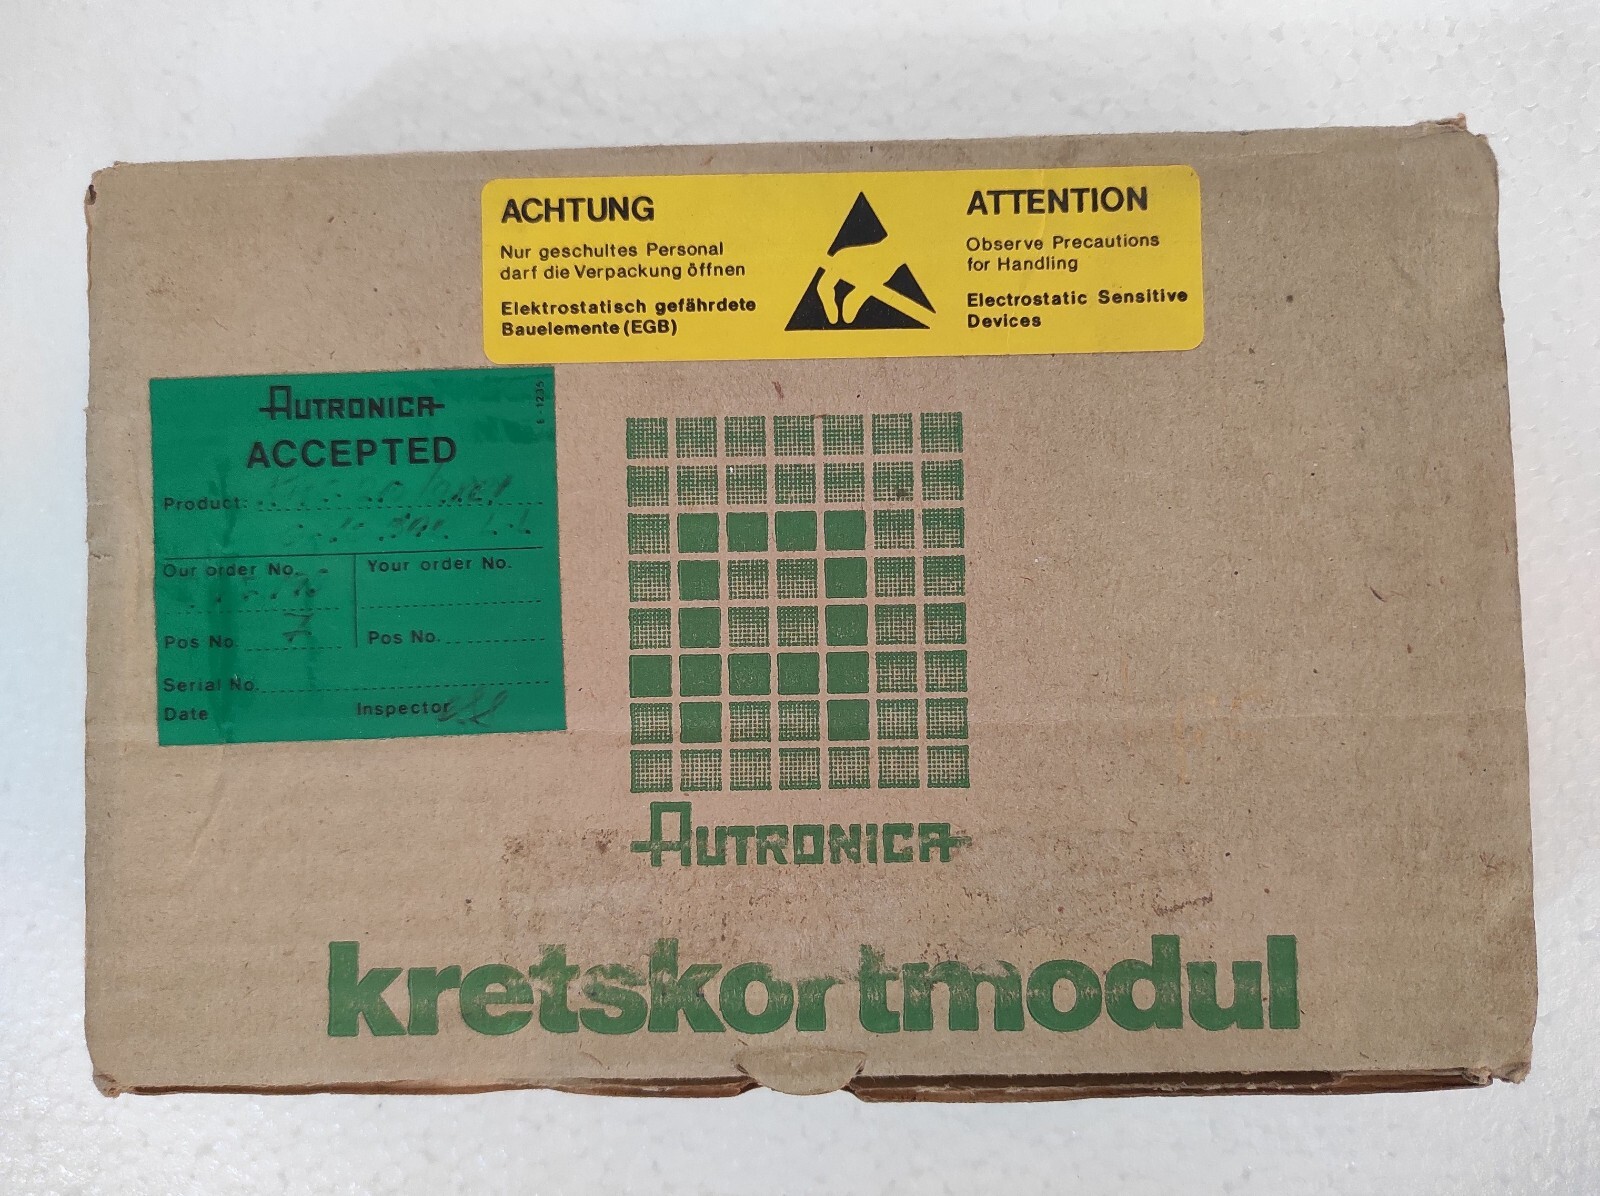 ACHTUNG
Nur geschultes Personal
darf die Verpackung öffnen
Elektrostatisch gefährdete
Bauelemente (EGB)
ATTENTION
Observe Precautions
for Handling
Electrostatic Sensitive
Devices
AUTRONICA
ACCEPTED
Product:
Our order No.
Your order No.
Pos No.
Pos No.
Serial No.
Date
Inspector
AUTRONICA
kretskortmodul